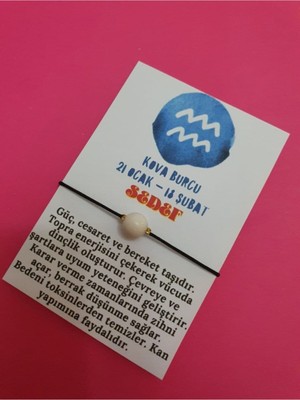 KOVA BURCU
21 OCAK – 18 ŞUBAT
SEDEF
Güç, cesaret ve bereket taşıdır.
Topra enerjisini çekerek vücuda
dinçlik oluşturur. Çevreye ve
şartlara uyum yeteneğini geliştirir.
Karar verme zamanlarında zihni
açar, berrak düşünme sağlar.
Bedeni toksinlerden temizler. Kan
yapımına faydalıdır.